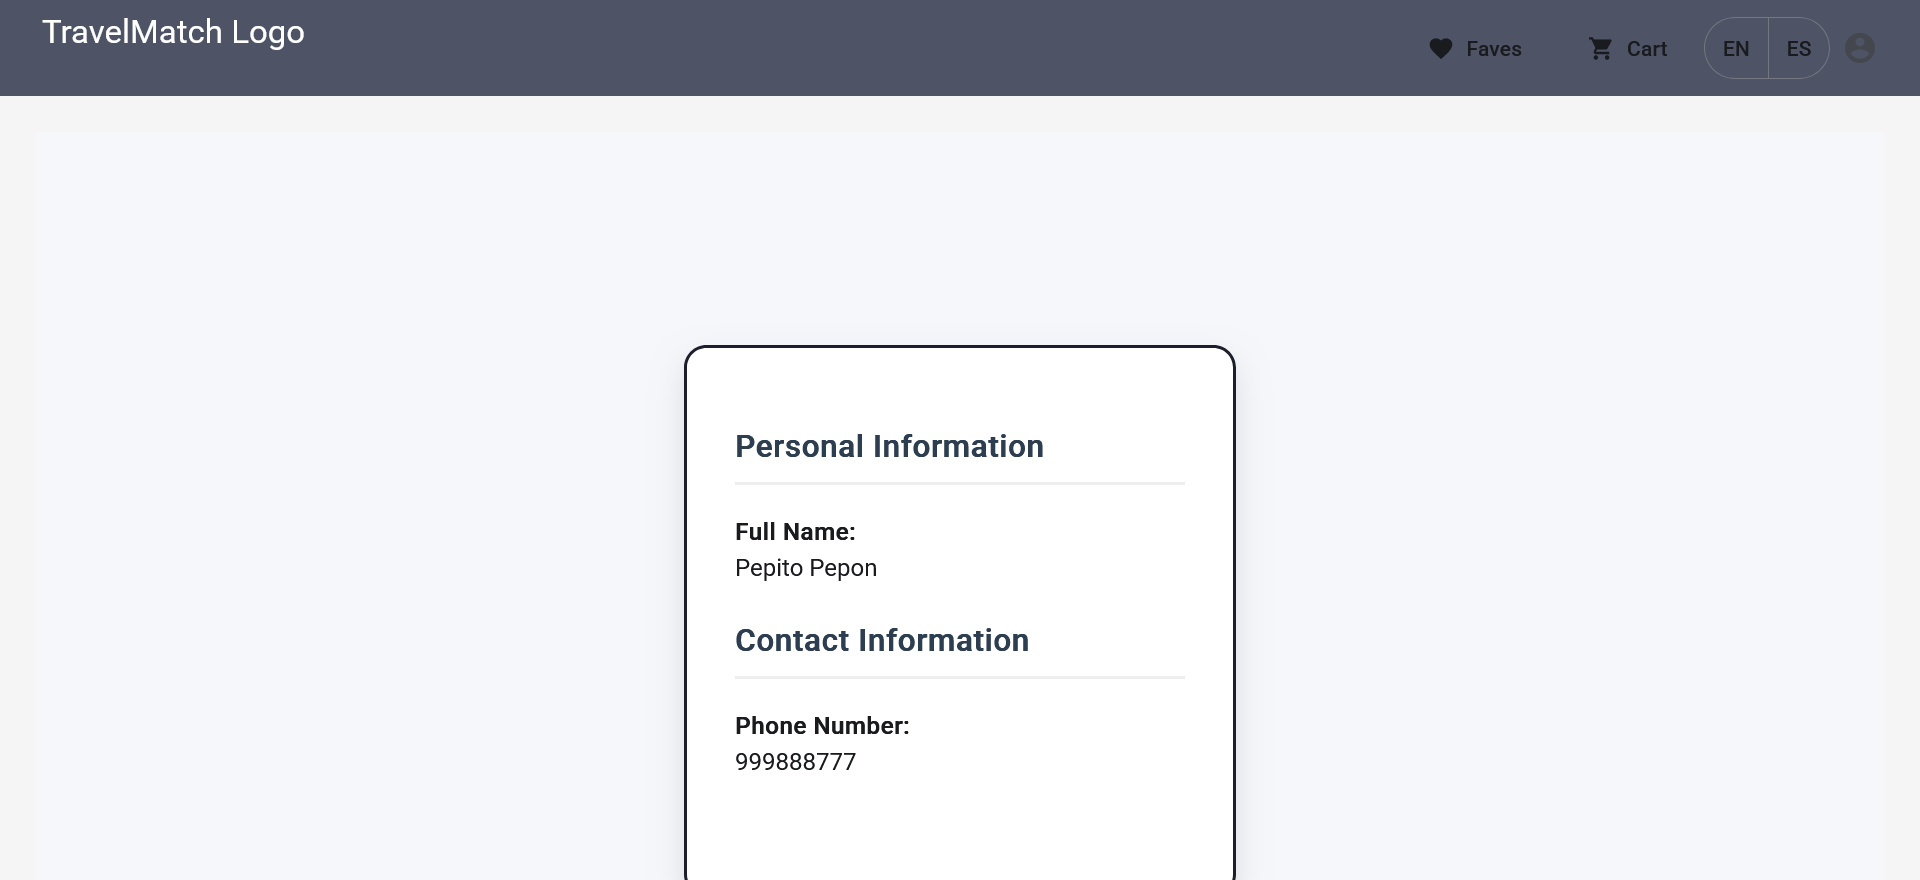 TravelMatch Logo
Faves
Cart
EN
ES
Personal Information
Full Name:
Pepito Pepon
Contact Information
Phone Number:
999888777